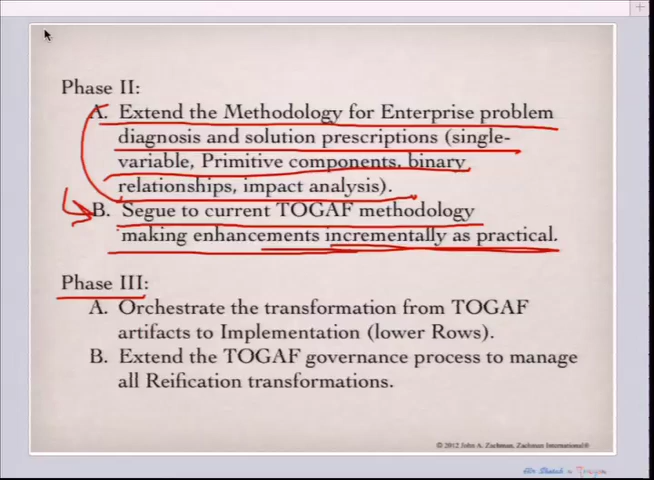 Phase II:
A. Extend the Methodology for Enterprise problem
diagnosis and solution prescriptions (single-
variable, Primitive components, binary
relationships, impact analysis).
B. Segue to current TOGAF methodology
making enhancements incrementally as practical.
Phase III:
A. Orchestrate the transformation from TOGAF
artifacts to Implementation (lower Rows).
B. Extend the TOGAF governance process to manage
all Reification transformations.
© 2012 John A. Zachman, Zachman International®